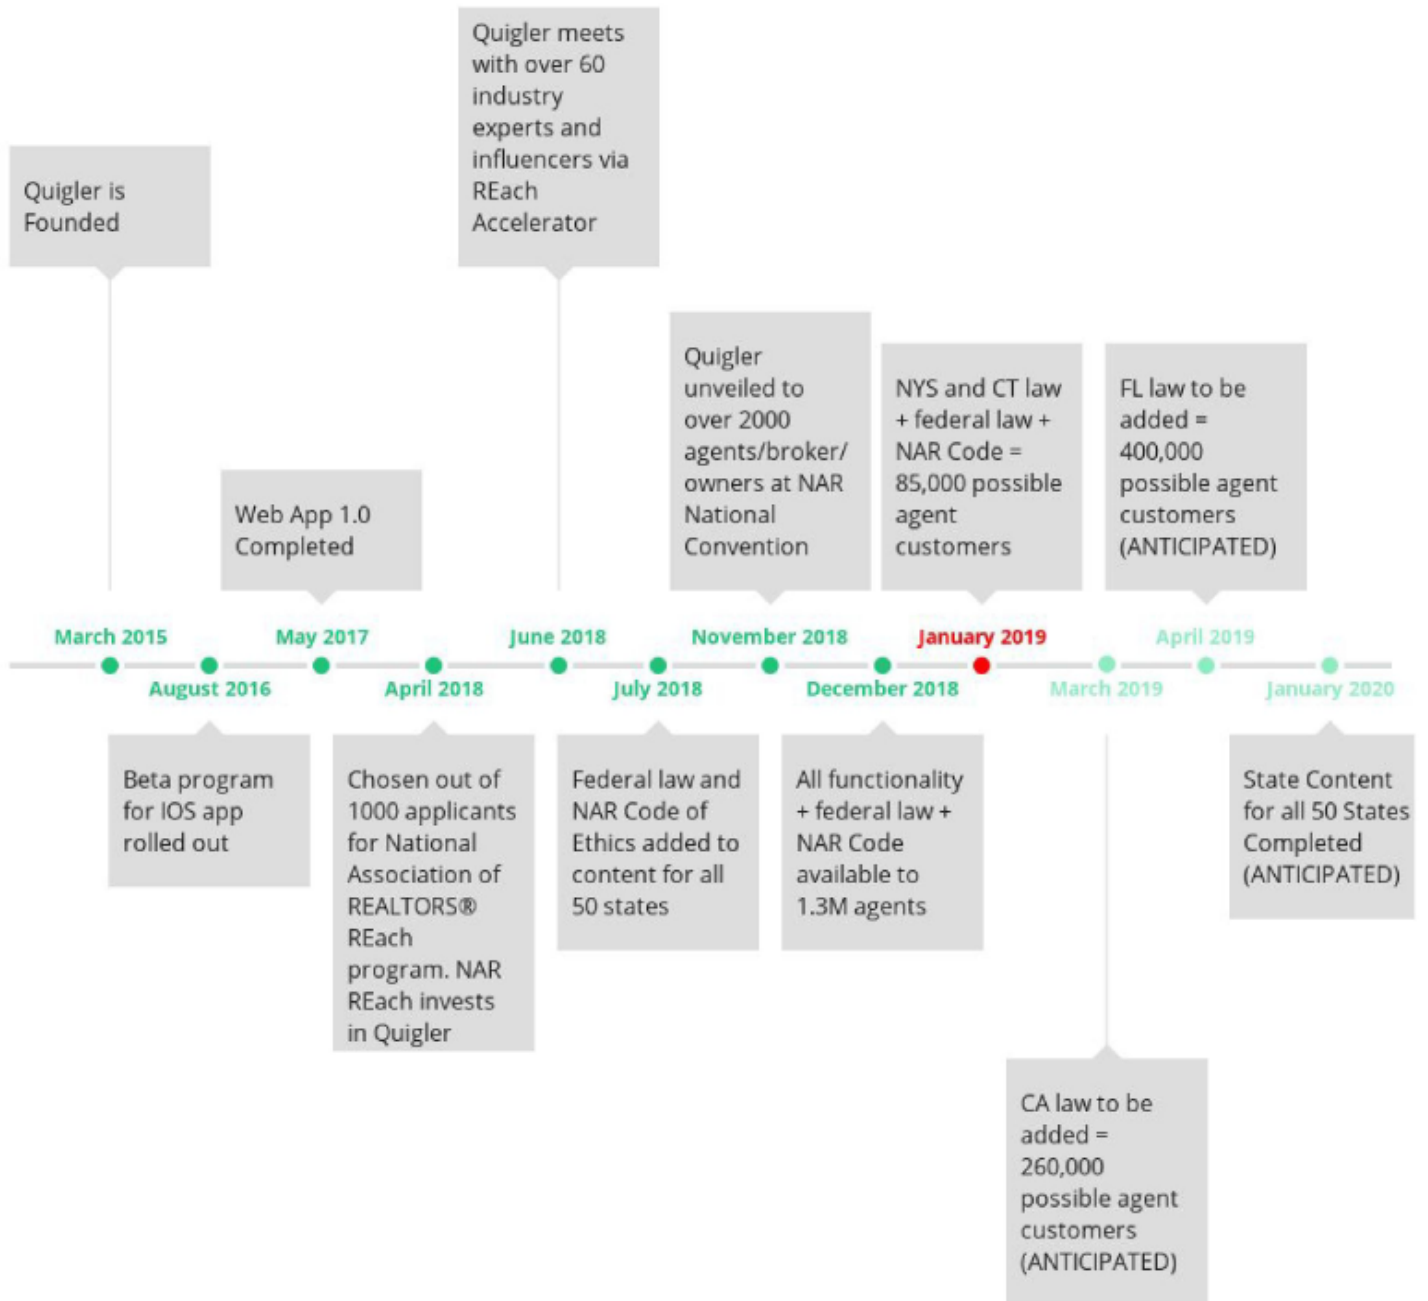 Quigler meets
with over 60
industry
experts and
influencers via
REach
Accelerator
Quigler is
Founded
Quigler
unveiled to
over 2000
agents/broker/
owners at NAR
National
Convention
NYS and CT law
+ federal law +
NAR Code =
85,000 possible
agent
customers
FL law to be
added =
400,000
possible agent
customers
(ANTICIPATED)
Web App 1.0
Completed
March 2015
May 2017
June 2018
November 2018
January 2019
April 2019
August 2016
April 2018
July 2018
December 2018
March 2019
January 2020
Beta program
for IOS app
rolled out
Chosen out of
1000 applicants
for National
Association of
REALTORS®
REach
program. NAR
REach invests
in Quigler
Federal law and
NAR Code of
Ethics added to
content for all
50 states
All functionality
+ federal law +
NAR Code
available to
1.3M agents
State Content
for all 50 States
Completed
(ANTICIPATED)
CA law to be
added =
260,000
possible agent
customers
(ANTICIPATED)